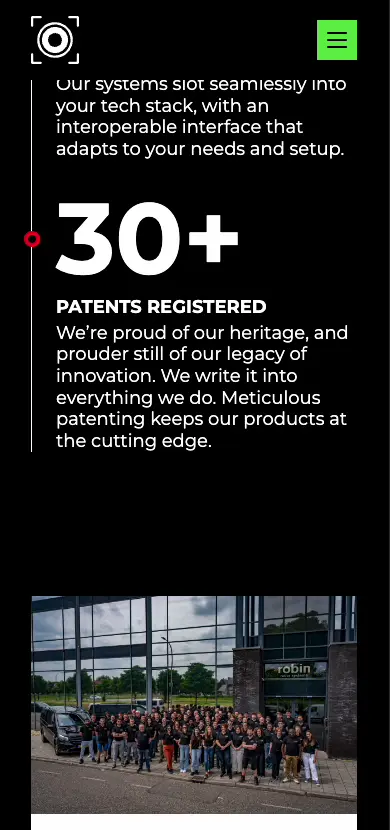 Our systems slot seamlessly into
your tech stack, with an
interoperable interface that
adapts to your needs and setup.
30+
PATENTS REGISTERED
We’re proud of our heritage, and
prouder still of our legacy of
innovation. We write it into
everything we do. Meticulous
patenting keeps our products at
the cutting edge.
robin